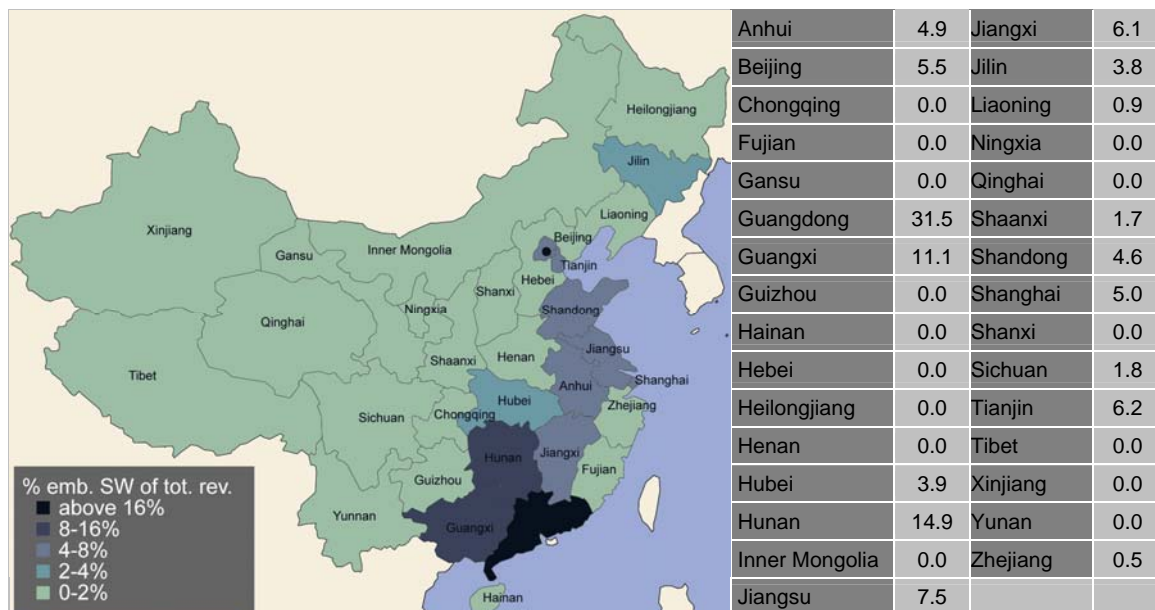 Heilongjiang
Jilin
Liaoning
Xinjiang
Inner Mongolia
Gansu
Beijing
Tianjin
Hebei
Shanxi
Ningxia
Shandong
Qinghai
Shaanxi
Henan
Jiangsu
Tibet
Anhui
Shanghai
Hubei
Zhejiang
Sichuan
Chongqing
Hunan
Jiangxi
Guizhou
Fujian
Yunnan
Guangxi
Hainan
% emb. SW of tot. rev.
above 16%
8-16%
4-8%
2-4%
0-2%
Anhui 4.9 Jiangxi 6.1
Beijing 5.5 Jilin 3.8
Chongqing 0.0 Liaoning 0.9
Fujian 0.0 Ningxia 0.0
Gansu 0.0 Qinghai 0.0
Guangdong 31.5 Shaanxi 1.7
Guangxi 11.1 Shandong 4.6
Guizhou 0.0 Shanghai 5.0
Hainan 0.0 Shanxi 0.0
Hebei 0.0 Sichuan 1.8
Heilongjiang 0.0 Tianjin 6.2
Henan 0.0 Tibet 0.0
Hubei 3.9 Xinjiang 0.0
Hunan 14.9 Yunan 0.0
Inner Mongolia 0.0 Zhejiang 0.5
Jiangsu 7.5